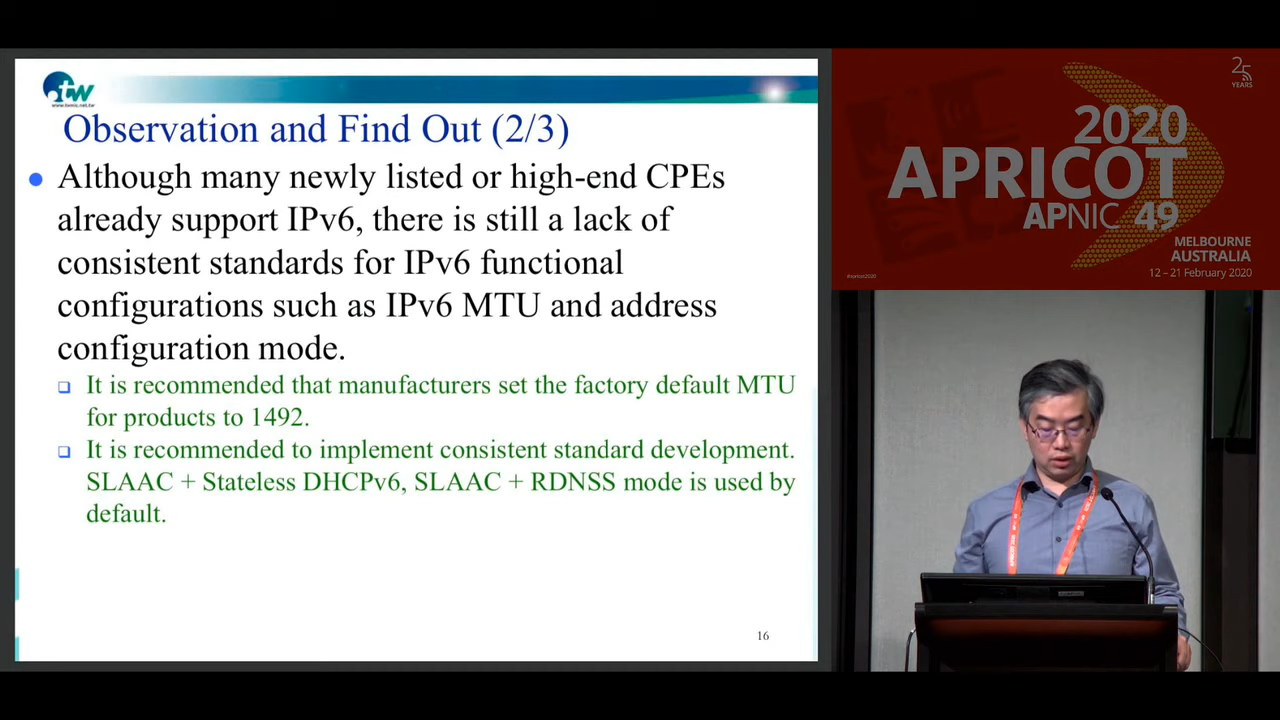 .tw
www.twnic.net.tw
Observation and Find Out (2/3)
Although many newly listed or high-end CPEs
already support IPv6, there is still a lack of
consistent standards for IPv6 functional
configurations such as IPv6 MTU and address
configuration mode.
It is recommended that manufacturers set the factory default MTU
for products to 1492.
It is recommended to implement consistent standard development.
SLAAC + Stateless DHCPv6, SLAAC + RDNSS mode is used by
default.
16
25
YEARS
2020
APRICOT
APNIC 49
MELBOURNE
AUSTRALIA
12 – 21 February 2020
#apricot2020